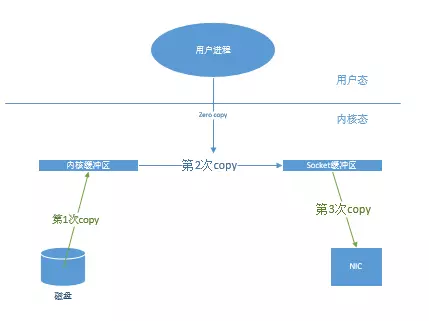 用户进程
用户态
Zero copy
内核态
内核缓冲区
第2次copy
Socket缓冲区
第1次copy
第3次copy
NIC
磁盘